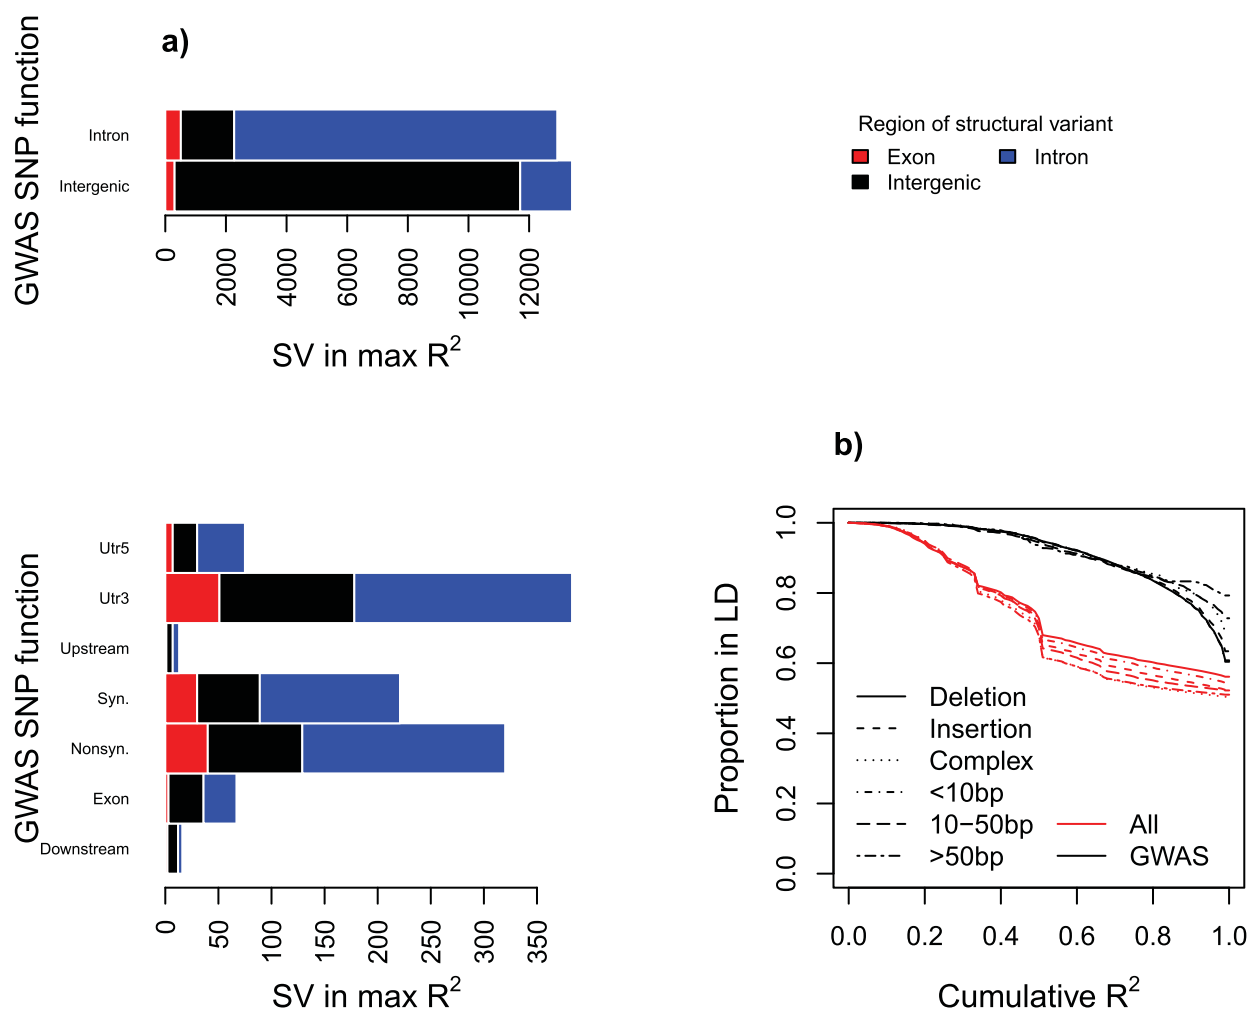 a)
GWAS SNP function
Intron
Intergenic
0 2000 4000 6000 8000 10000 12000
SV in max R²
Region of structural variant
Exon Intron
Intergenic
GWAS SNP function
Utr5
Utr3
Upstream
Syn.
Nonsyn.
Exon
Downstream
0 50 100 150 200 250 300 350
SV in max R²
b)
Proportion in LD
1.0
0.8
0.6
0.4
0.2
0.0
Deletion
Insertion
Complex
<10bp
10−50bp All
>50bp GWAS
0.0 0.2 0.4 0.6 0.8 1.0
Cumulative R²